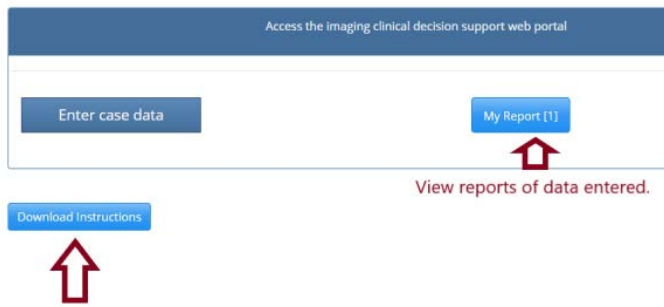 Access the imaging clinical decision support web portal
Enter case data
My Report [1]
View reports of data entered.
Download Instructions